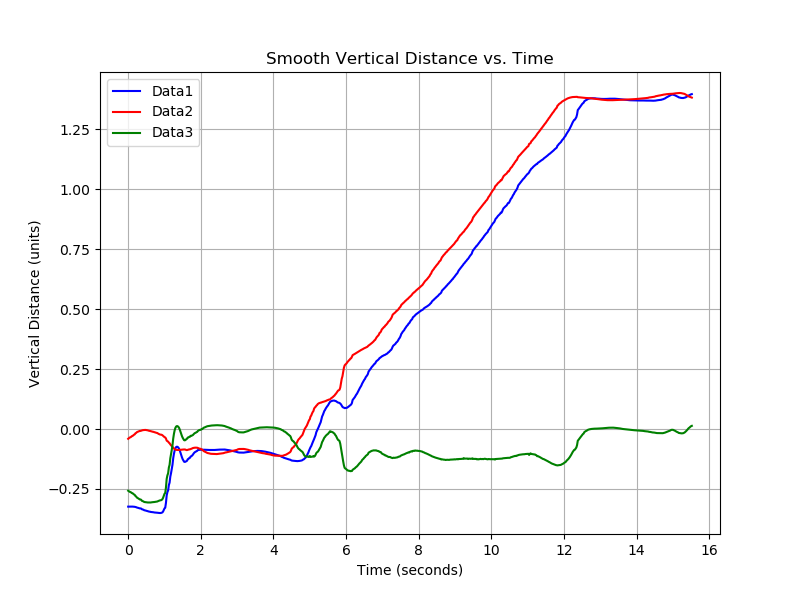 Smooth Vertical Distance vs. Time
Data1
Data2
Data3
Vertical Distance (units)
1.25
1.00
0.75
0.50
0.25
0.00
−0.25
0 2 4 6 8 10 12 14 16
Time (seconds)